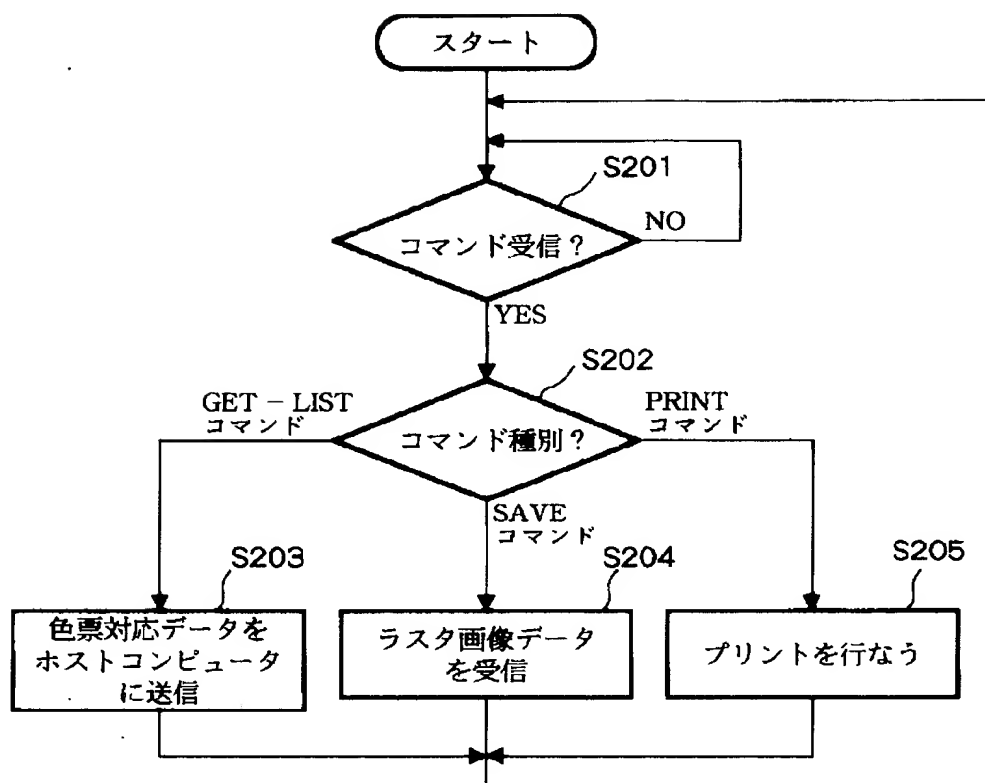 スタート
S201
コマンド受信？
NO
YES
S202
GET－LIST
コマンド
コマンド種別？
PRINT
コマンド
SAVE
コマンド
S203
S204
S205
色票対応データを
ホストコンピュータ
に送信
ラスタ画像データ
を受信
プリントを行なう